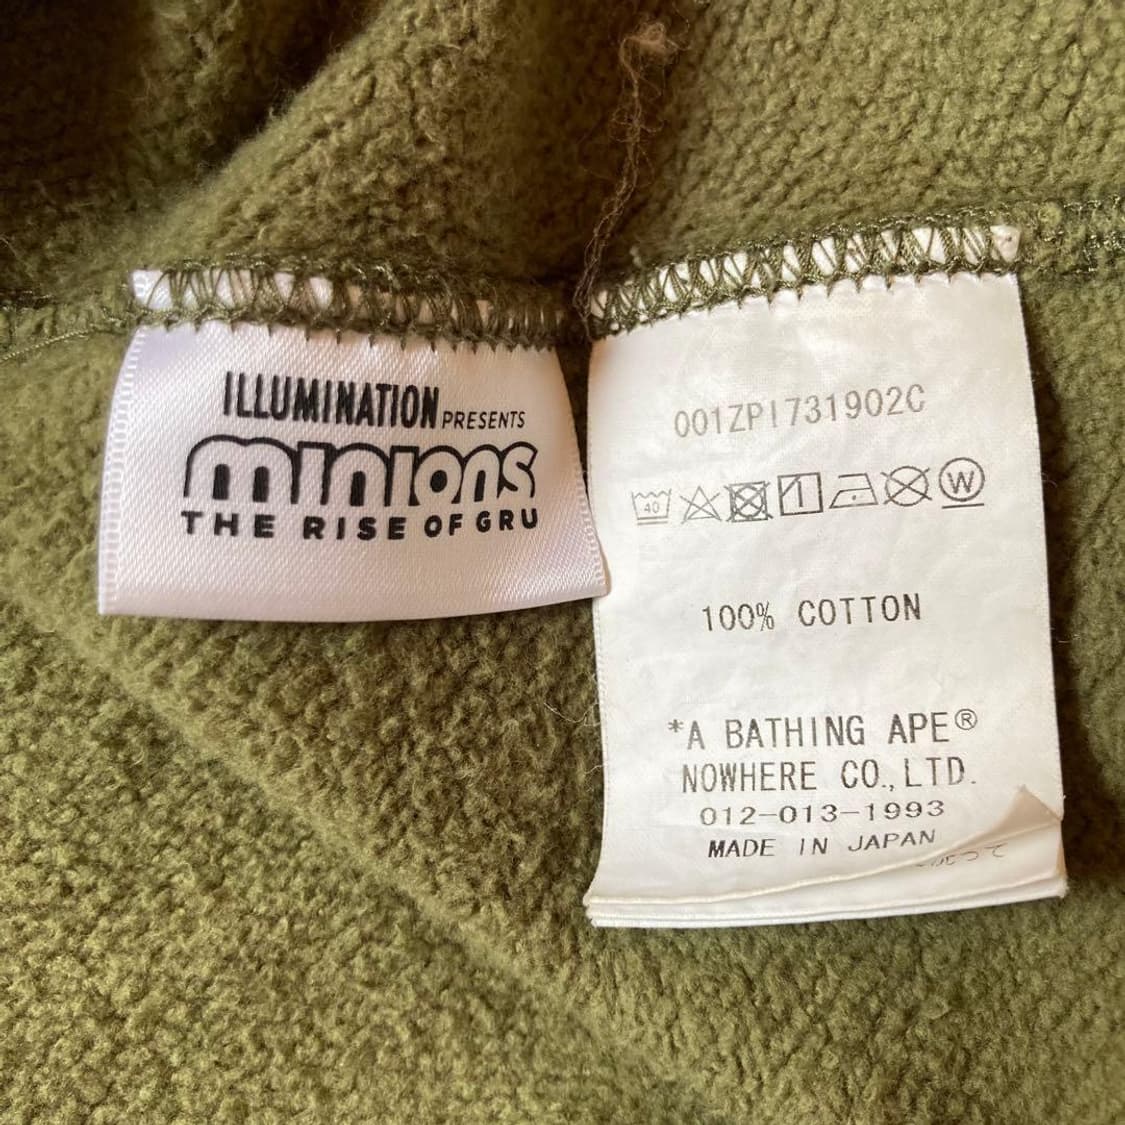 ILLUMINATION PRESENTS
minions
THE RISE OF GRU
001ZPI731902C
40 W
100% COTTON
*A BATHING APE®
NOWHERE CO.,LTD.
012-013-1993
MADE IN JAPAN